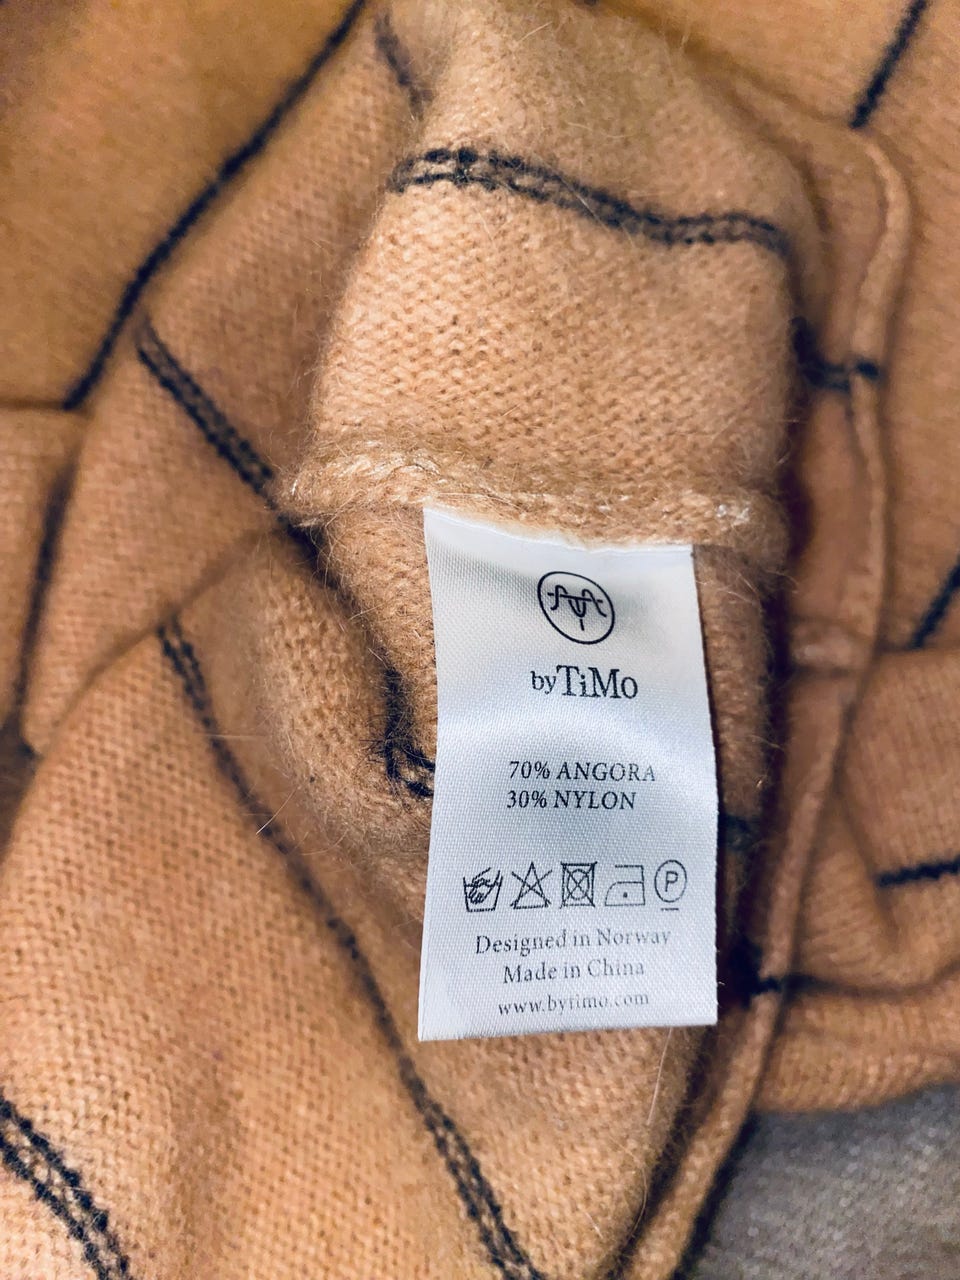 byTiMo
70% ANGORA
30% NYLON
P
Designed in Norway
Made in China
www.bytimo.com